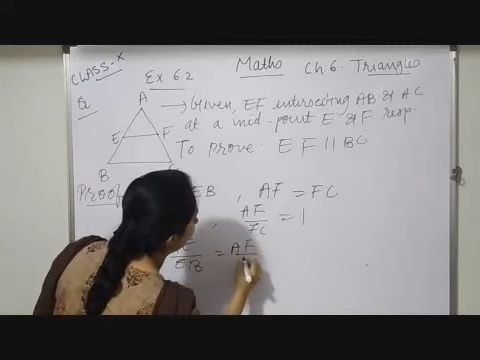 CLASS-X
Maths Ch:6. Triangles
Ex 6.2
Q
A
E F
B
→ Given, EF intersecting AB & AC
at a mid-point E & F resp.
To prove: EF || BC
Proof EB , AF = FC
, AF/FC = 1
EB = AF